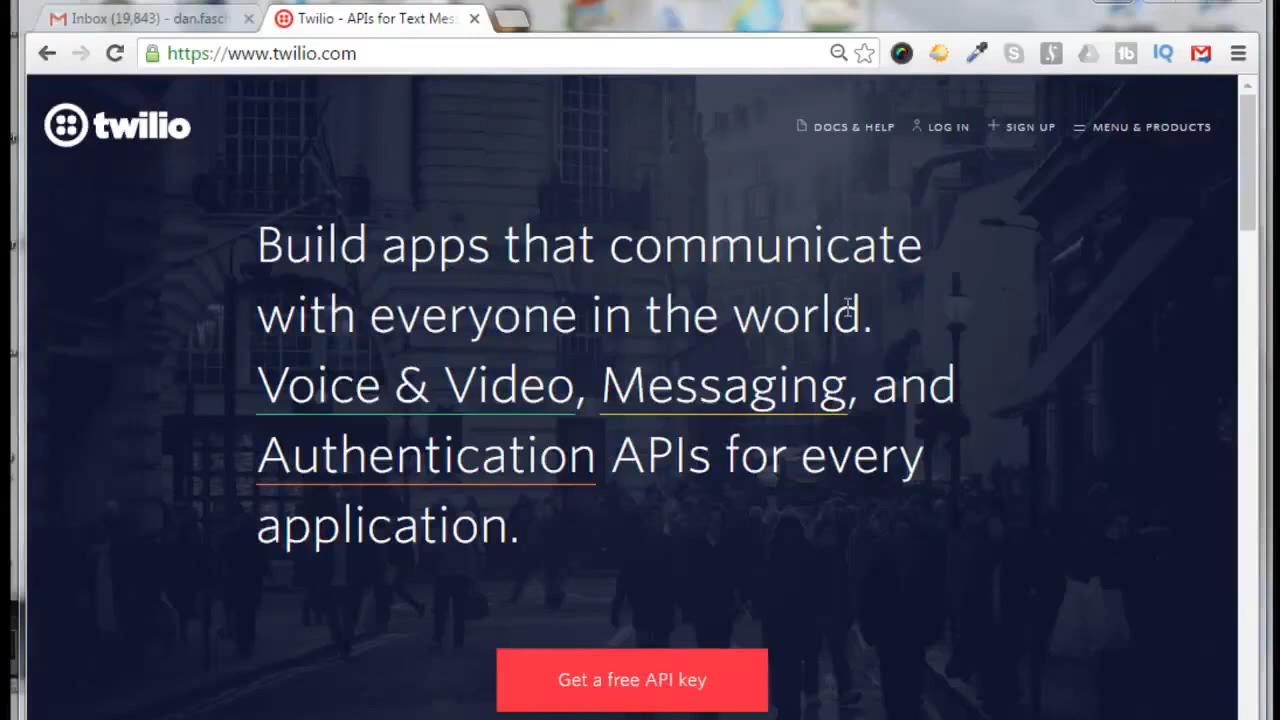 Inbox (19,843) - dan.fasch
Twilio - APIs for Text Mess
https://www.twilio.com
twilio
DOCS & HELP
LOG IN
SIGN UP
MENU & PRODUCTS
Build apps that communicate
with everyone in the world.
Voice & Video, Messaging, and
Authentication APIs for every
application.
Get a free API key